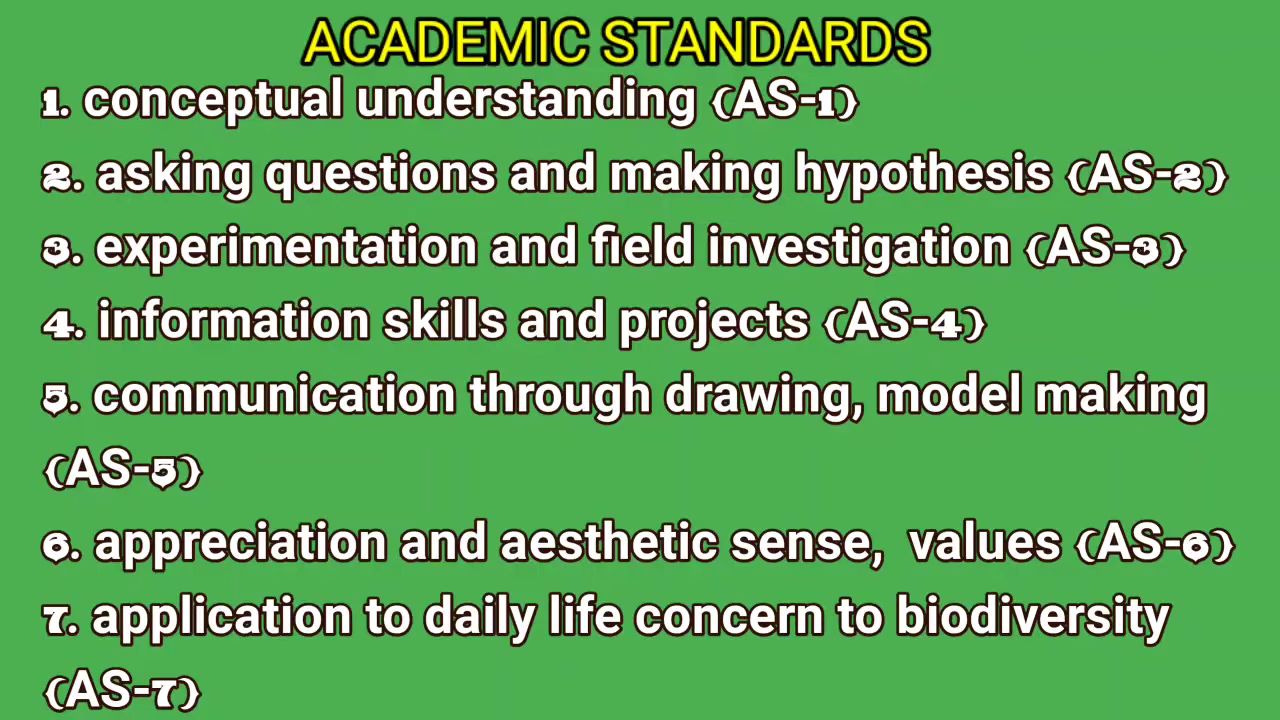 ACADEMIC STANDARDS
1. conceptual understanding (AS-1)
2. asking questions and making hypothesis (AS-2)
3. experimentation and field investigation (AS-3)
4. information skills and projects (AS-4)
5. communication through drawing, model making
(AS-5)
6. appreciation and aesthetic sense,  values (AS-6)
7. application to daily life concern to biodiversity
(AS-7)